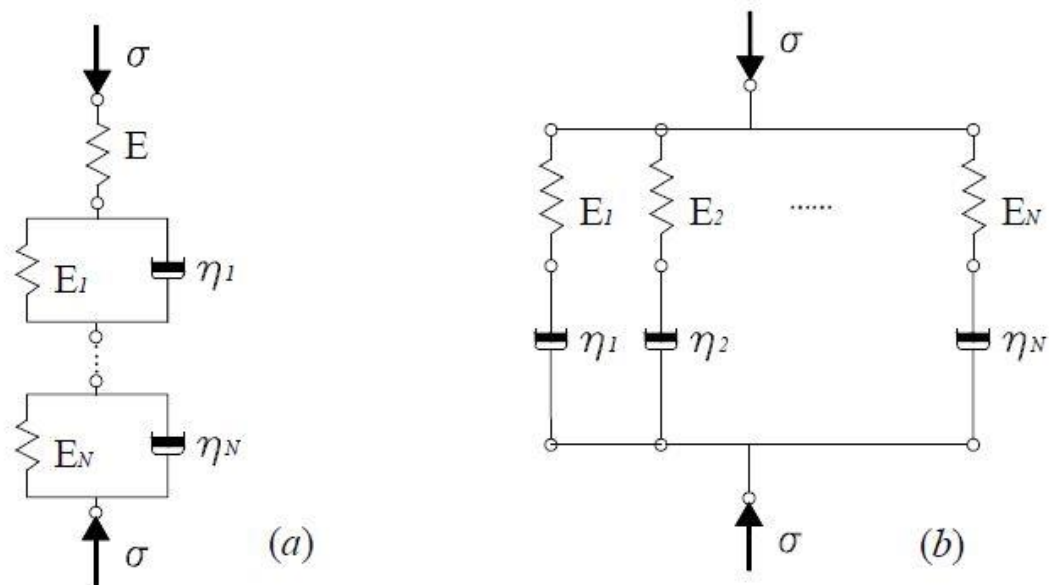 σ
E
E1 η1
EN ηN
σ
(a)
σ
E1 E2 ...... EN
η1 η2 ηN
σ
(b)